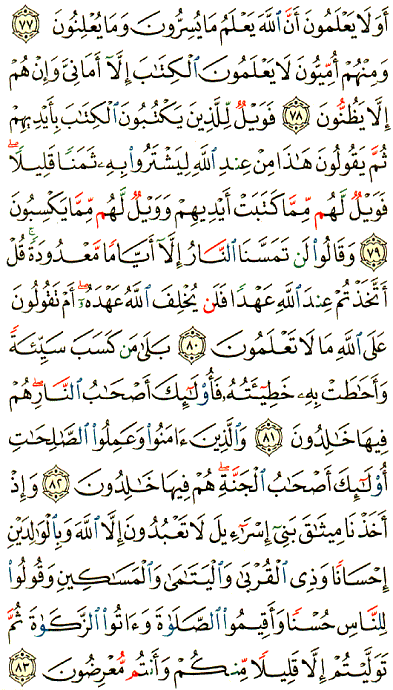 أَوَلَا يَعْلَمُونَ أَنَّ ٱللَّهَ يَعْلَمُ مَا يُسِرُّونَ وَمَا يُعْلِنُونَ ٧٧
وَمِنْهُمْ أُمِّيُّونَ لَا يَعْلَمُونَ ٱلْكِتَٰبَ إِلَّآ أَمَانِىَّ وَإِنْ هُمْ
إِلَّا يَظُنُّونَ ٧٨ فَوَيْلٌ لِّلَّذِينَ يَكْتُبُونَ ٱلْكِتَٰبَ بِأَيْدِيهِمْ
ثُمَّ يَقُولُونَ هَٰذَا مِنْ عِندِ ٱللَّهِ لِيَشْتَرُوا۟ بِهِۦ ثَمَنًا قَلِيلًا ۖ
فَوَيْلٌ لَّهُم مِّمَّا كَتَبَتْ أَيْدِيهِمْ وَوَيْلٌ لَّهُم مِّمَّا يَكْسِبُونَ
٧٩ وَقَالُوا۟ لَن تَمَسَّنَا ٱلنَّارُ إِلَّآ أَيَّامًا مَّعْدُودَةً ۚ قُلْ
أَتَّخَذْتُمْ عِندَ ٱللَّهِ عَهْدًا فَلَن يُخْلِفَ ٱللَّهُ عَهْدَهُۥٓ ۖ أَمْ تَقُولُونَ
عَلَى ٱللَّهِ مَا لَا تَعْلَمُونَ ٨٠ بَلَىٰ مَن كَسَبَ سَيِّئَةً
وَأَحَٰطَتْ بِهِۦ خَطِيٓـَٔتُهُۥ فَأُو۟لَٰٓئِكَ أَصْحَٰبُ ٱلنَّارِ ۖ هُمْ
فِيهَا خَٰلِدُونَ ٨١ وَٱلَّذِينَ ءَامَنُوا۟ وَعَمِلُوا۟ ٱلصَّٰلِحَٰتِ
أُو۟لَٰٓئِكَ أَصْحَٰبُ ٱلْجَنَّةِ ۖ هُمْ فِيهَا خَٰلِدُونَ ٨٢ وَإِذْ
أَخَذْنَا مِيثَٰقَ بَنِىٓ إِسْرَٰٓءِيلَ لَا تَعْبُدُونَ إِلَّا ٱللَّهَ وَبِٱلْوَٰلِدَيْنِ
إِحْسَانًا وَذِى ٱلْقُرْبَىٰ وَٱلْيَتَٰمَىٰ وَٱلْمَسَٰكِينِ وَقُولُوا۟
لِلنَّاسِ حُسْنًا وَأَقِيمُوا۟ ٱلصَّلَوٰةَ وَءَاتُوا۟ ٱلزَّكَوٰةَ ثُمَّ
تَوَلَّيْتُمْ إِلَّا قَلِيلًا مِّنكُمْ وَأَنتُم مُّعْرِضُونَ ٨٣